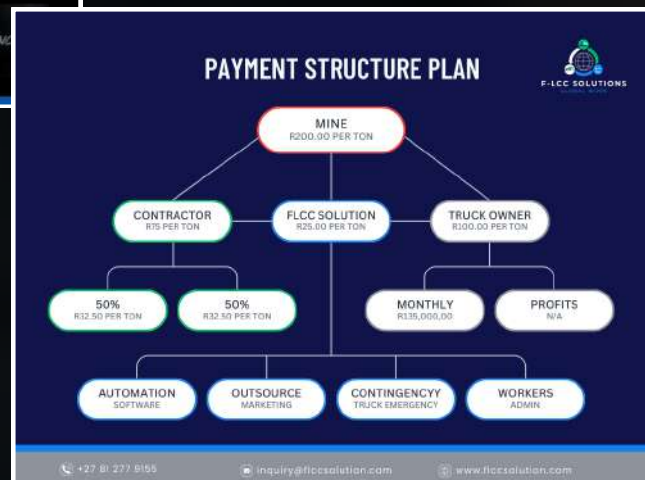 PAYMENT STRUCTURE PLAN
F-LCC SOLUTIONS
MINE
R200.00 PER TON
CONTRACTOR
R75 PER TON
FLCC SOLUTION
R25.00 PER TON
TRUCK OWNER
R100.00 PER TON
50%
R32.50 PER TON
50%
R32.50 PER TON
MONTHLY
R135,000,00
PROFITS
N/A
AUTOMATION
SOFTWARE
OUTSOURCE
MARKETING
CONTINGENCYY
TRUCK EMERGENCY
WORKERS
ADMIN
+27 81 277 9155
inquiry@flccsolution.com
www.flccsolution.com